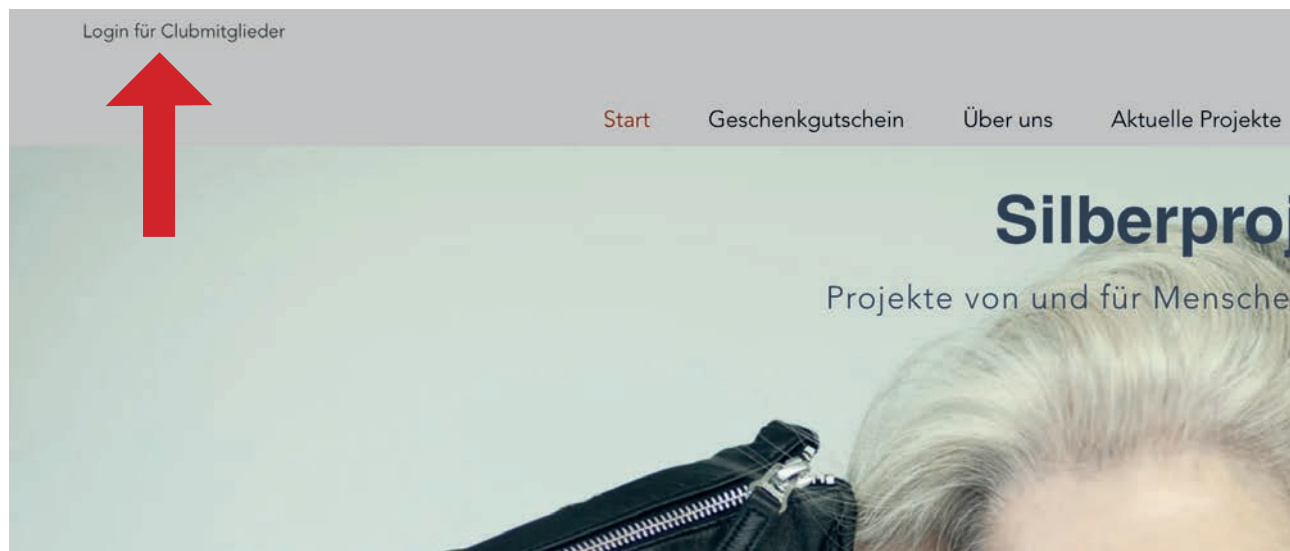 Login für Clubmitglieder
Start Geschenkgutschein Über uns Aktuelle Projekte
Silberproj
Projekte von und für Mensche